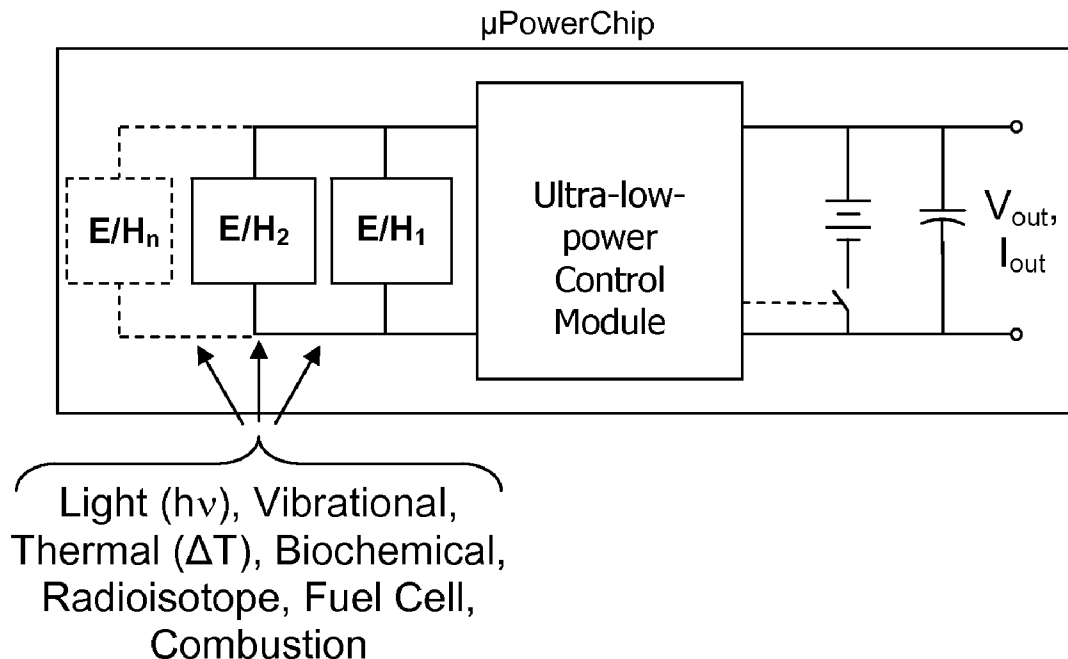 µPowerChip
E/Hn
E/H2
E/H1
Ultra-low-
power
Control
Module
Vout,
Iout
Light (hν), Vibrational,
Thermal (ΔT), Biochemical,
Radioisotope, Fuel Cell,
Combustion